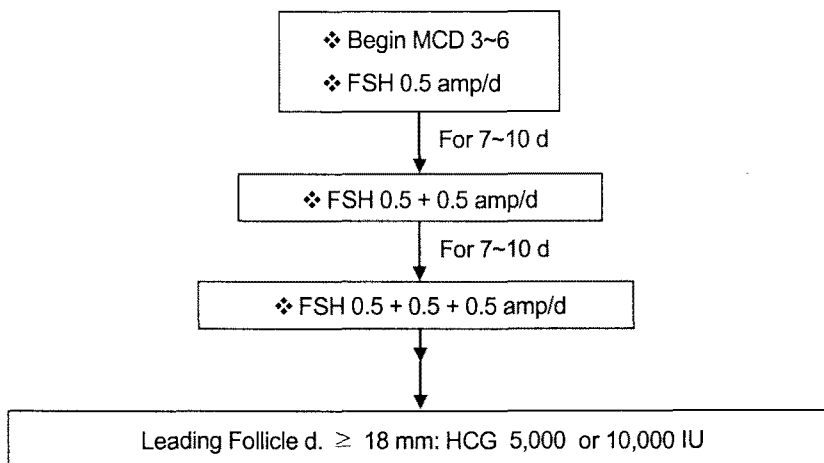 ❖ Begin MCD 3~6
❖ FSH 0.5 amp/d
For 7~10 d
❖ FSH 0.5 + 0.5 amp/d
For 7~10 d
❖ FSH 0.5 + 0.5 + 0.5 amp/d
Leading Follicle d. ≥ 18 mm: HCG 5,000 or 10,000 IU